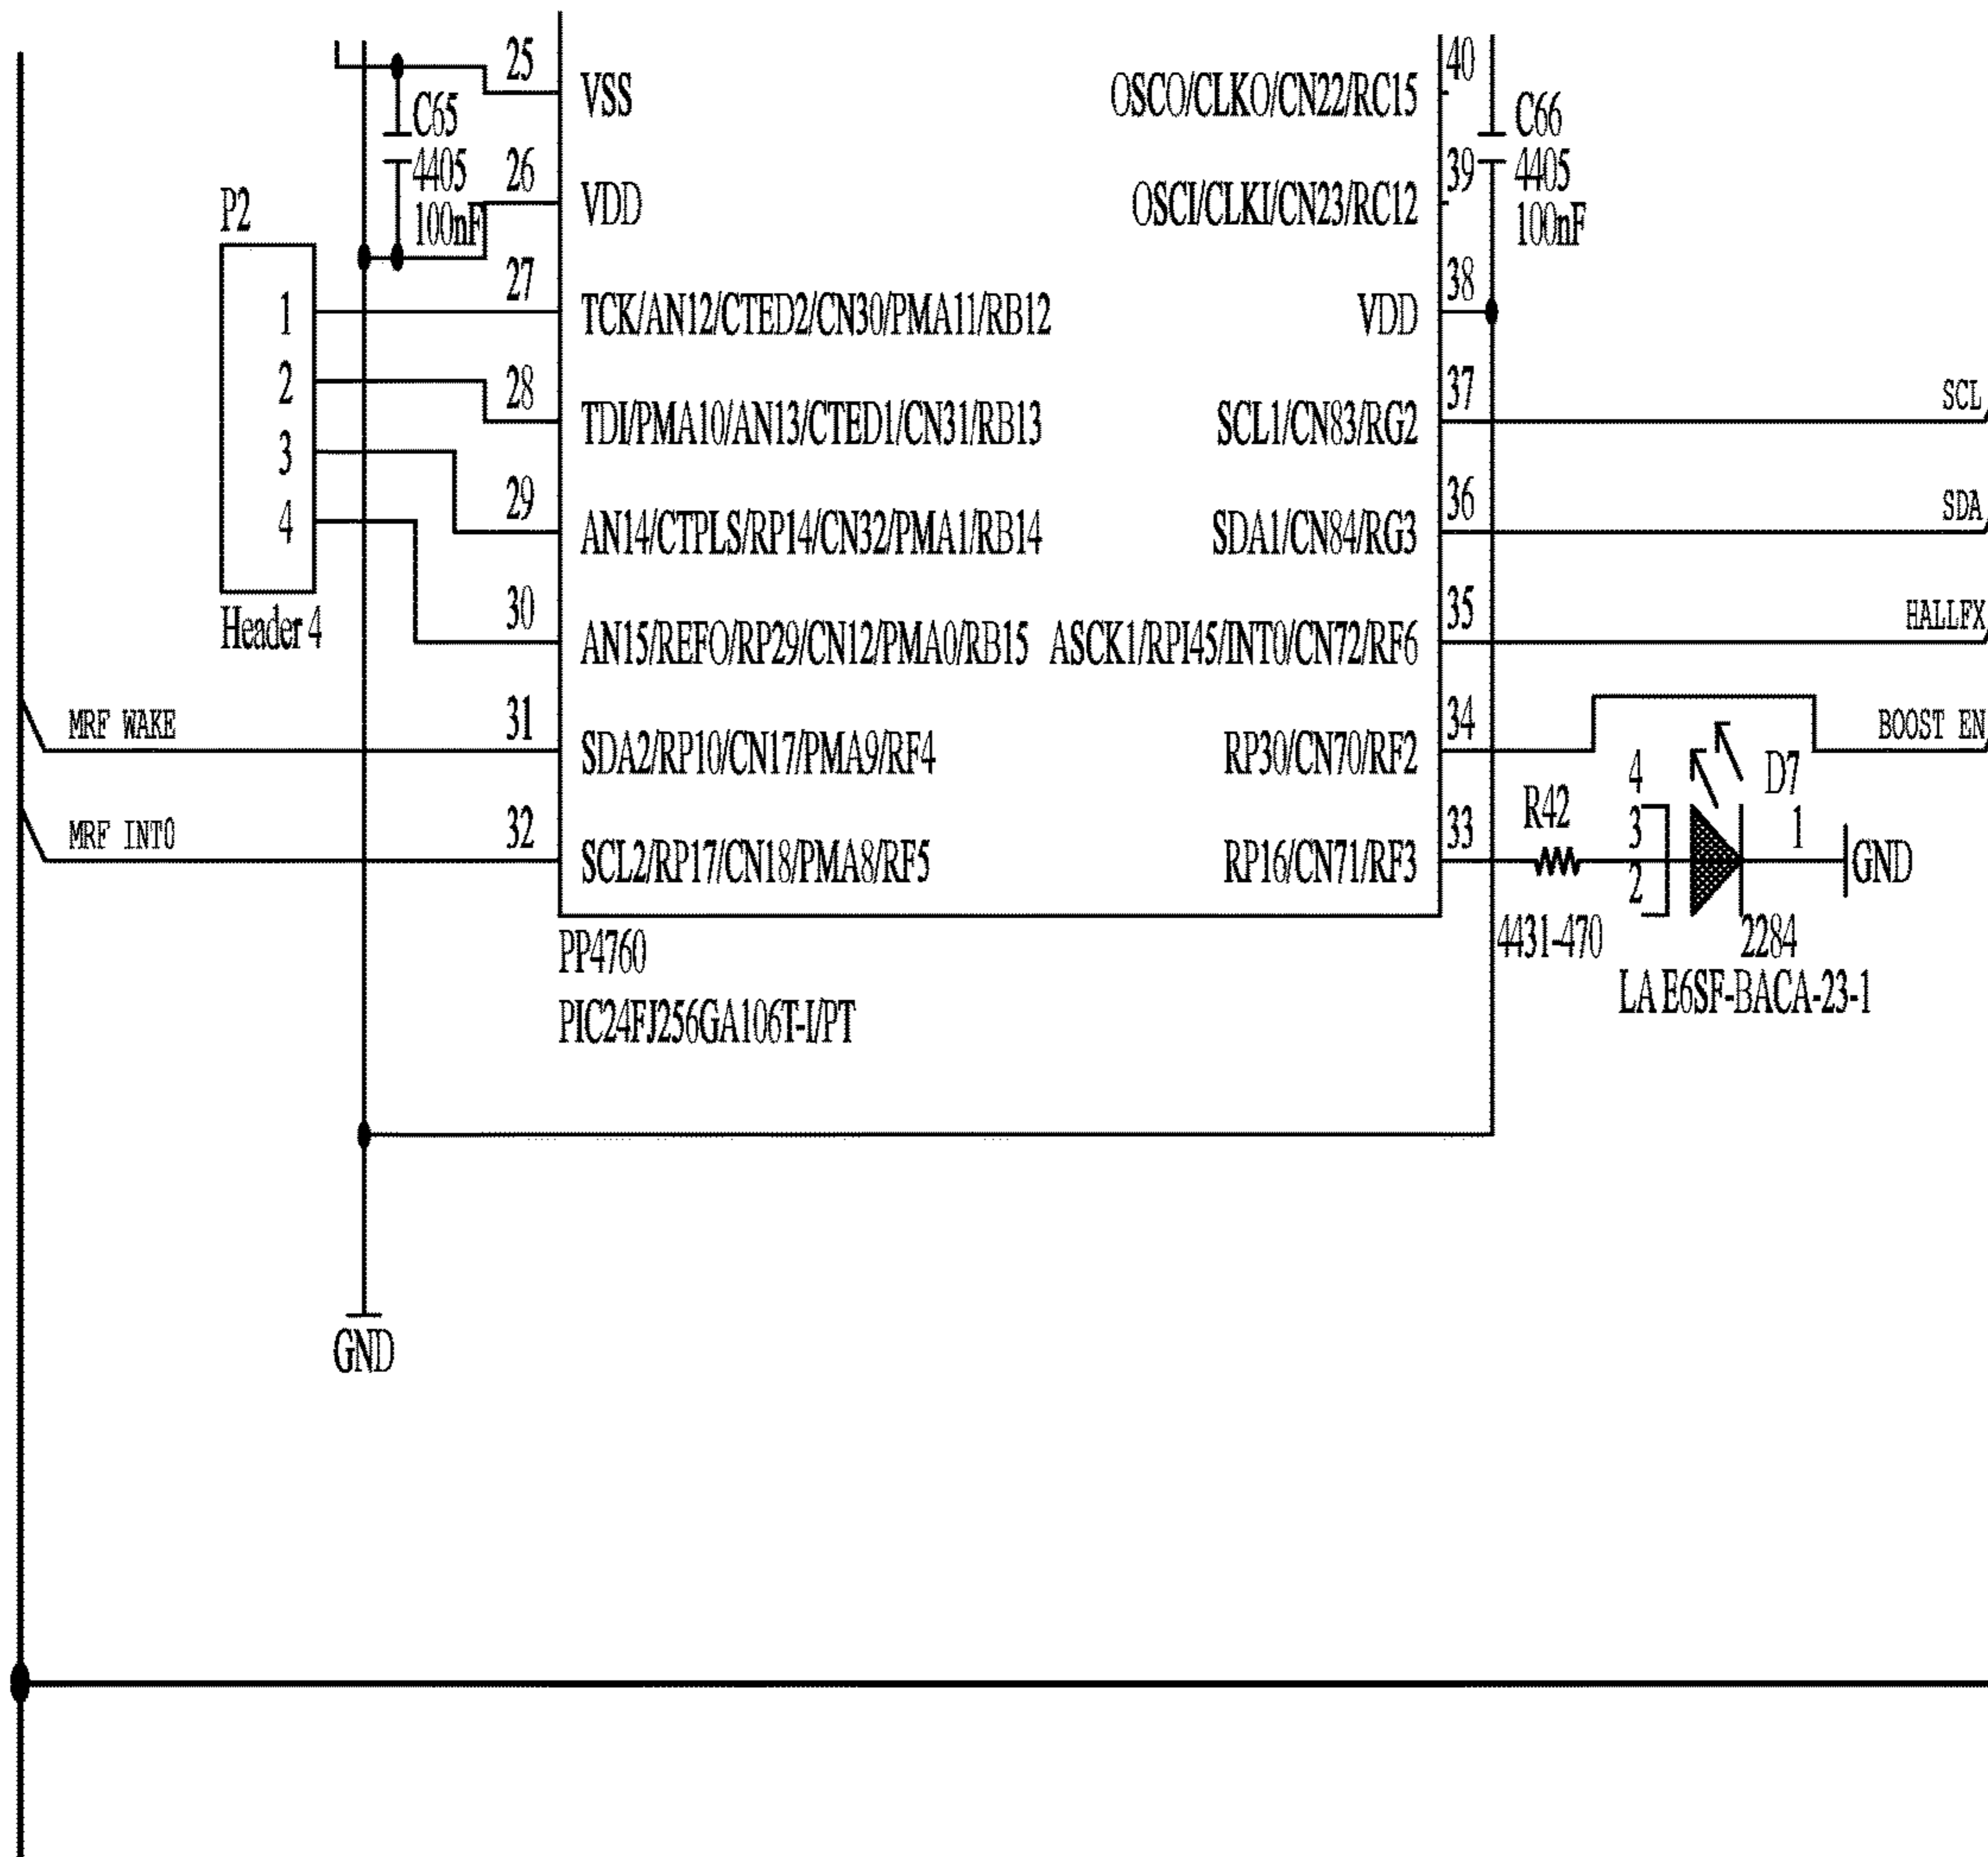 25
VSS
C65
4405
100nF
26
VDD
P2
1
2
3
4
Header 4
27
TCK/AN12/CTED2/CN30/PMA11/RB12
28
TDI/PMA10/AN13/CTED1/CN31/RB13
29
AN14/CTPLS/RP14/CN32/PMA1/RB14
30
AN15/REFO/RP29/CN12/PMA0/RB15
MRF WAKE
31
SDA2/RP10/CN17/PMA9/RF4
MRF INT0
32
SCL2/RP17/CN18/PMA8/RF5
40
OSCO/CLKO/CN22/RC15
39
OSCI/CLKI/CN23/RC12
C66
4405
100nF
38
VDD
37
SCL1/CN83/RG2
SCL
36
SDA1/CN84/RG3
SDA
35
ASCK1/RPI45/INT0/CN72/RF6
HALLFX
34
RP30/CN70/RF2
BOOST EN
33
RP16/CN71/RF3
R42
4431-470
4
3
2
D7
1
GND
2284
LA E6SF-BACA-23-1
PP4760
PIC24FJ256GA106T-I/PT
GND